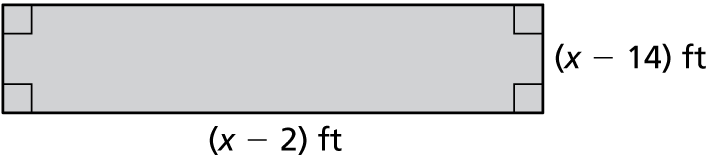 (x − 14) ft
(x − 2) ft